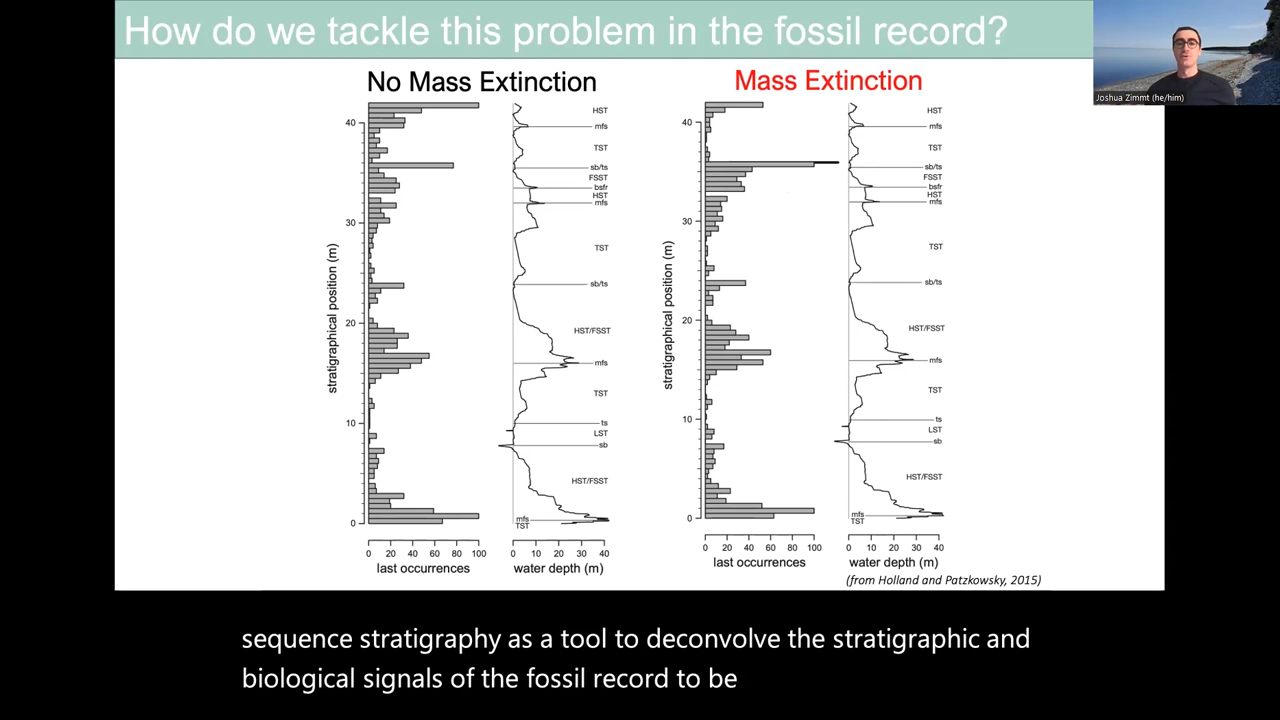 How do we tackle this problem in the fossil record?
Joshua Zimmt (he/him)
No Mass Extinction
Mass Extinction
stratigraphical position (m)
40
30
20
10
0
0 20 40 60 80 100
last occurrences
HST
mfs
TST
sb/ts
FSST
bsfr
HST
mfs
TST
sb/ts
HST/FSST
mfs
TST
ts
LST
sb
HST/FSST
mfs
TST
0 10 20 30 40
water depth (m)
stratigraphical position (m)
40
30
20
10
0
0 20 40 60 80 100
last occurrences
HST
mfs
TST
sb/ts
FSST
bsfr
HST
mfs
TST
sb/ts
HST/FSST
mfs
TST
ts
LST
sb
HST/FSST
mfs
TST
0 10 20 30 40
water depth (m)
(from Holland and Patzkowsky, 2015)
sequence stratigraphy as a tool to deconvolve the stratigraphic and
biological signals of the fossil record to be